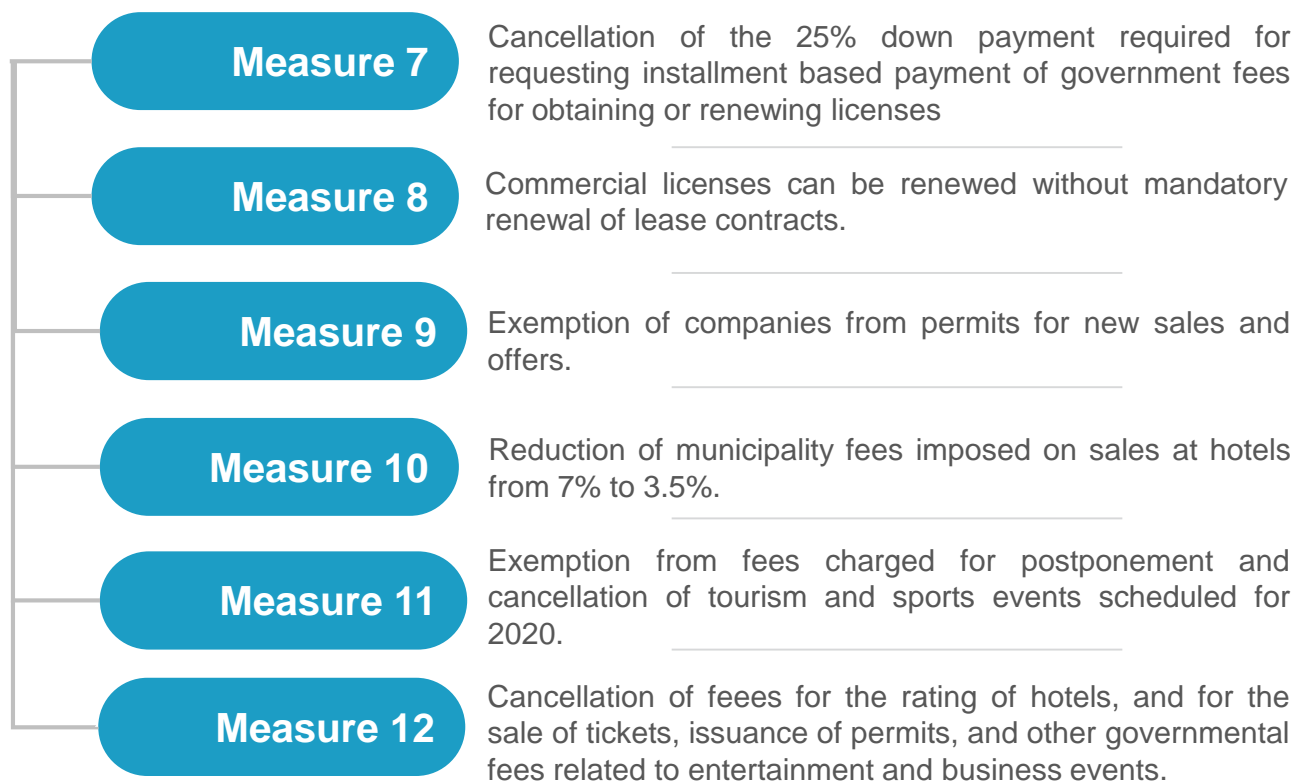 Measure 7
Cancellation of the 25% down payment required for
requesting installment based payment of government fees
for obtaining or renewing licenses
Measure 8
Commercial licenses can be renewed without mandatory
renewal of lease contracts.
Measure 9
Exemption of companies from permits for new sales and
offers.
Measure 10
Reduction of municipality fees imposed on sales at hotels
from 7% to 3.5%.
Measure 11
Exemption from fees charged for postponement and
cancellation of tourism and sports events scheduled for
2020.
Measure 12
Cancellation of feees for the rating of hotels, and for the
sale of tickets, issuance of permits, and other governmental
fees related to entertainment and business events.